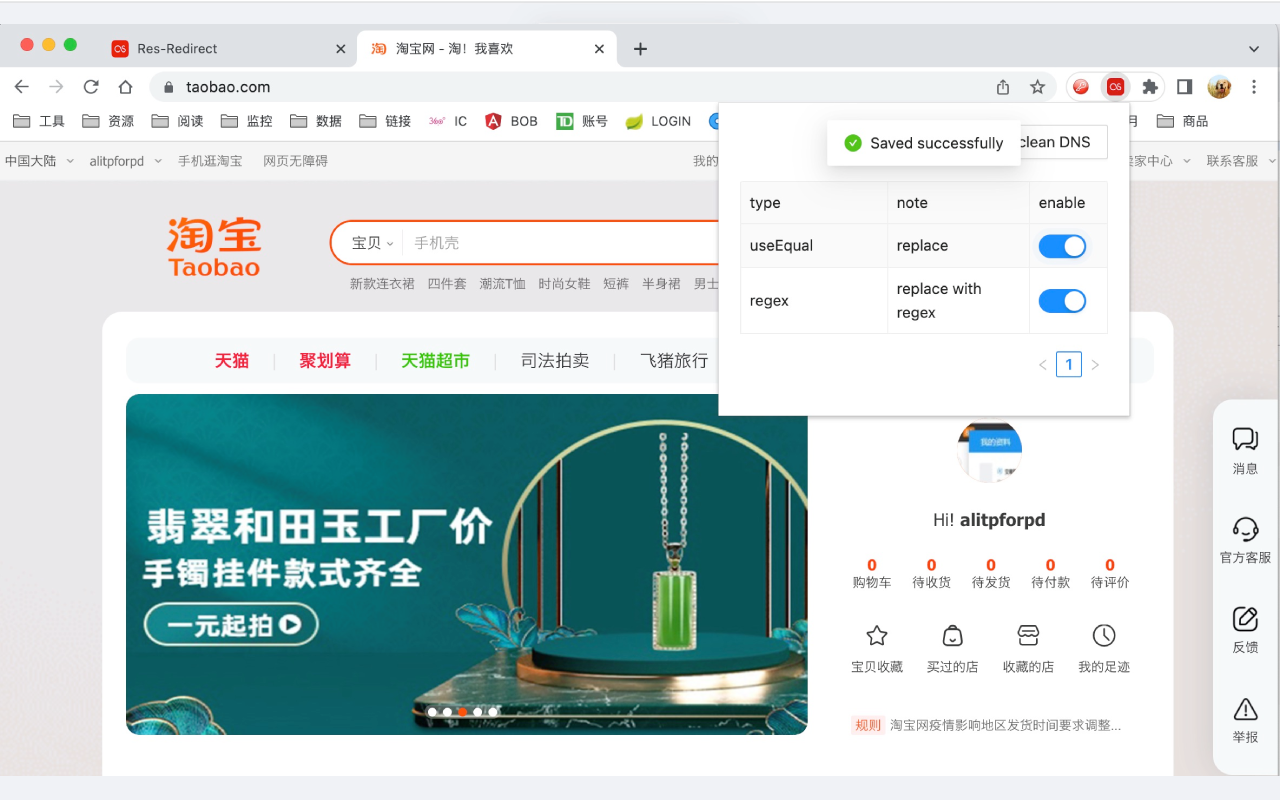 Res-Redirect
淘宝网 - 淘！我喜欢
taobao.com
工具 资源 阅读 监控 数据 链接 IC BOB 账号 LOGIN 月 商品
中国大陆 alitpforpd 手机逛淘宝 网页无障碍 我的 卖家中心 联系客服
Saved successfully
clean DNS
type note enable
useEqual replace
regex replace with
regex
1
淘宝
Taobao
宝贝 手机壳
新款连衣裙 四件套 潮流T恤 时尚女鞋 短裤 半身裙 男士
天猫 聚划算 天猫超市 司法拍卖 飞猪旅行
翡翠和田玉工厂价
手镯挂件款式齐全
一元起拍
我的资料
Hi! alitpforpd
0 0 0 0 0
购物车 待收货 待发货 待付款 待评价
宝贝收藏 买过的店 收藏的店 我的足迹
规则 淘宝网疫情影响地区发货时间要求调整...
消息
官方客服
反馈
举报